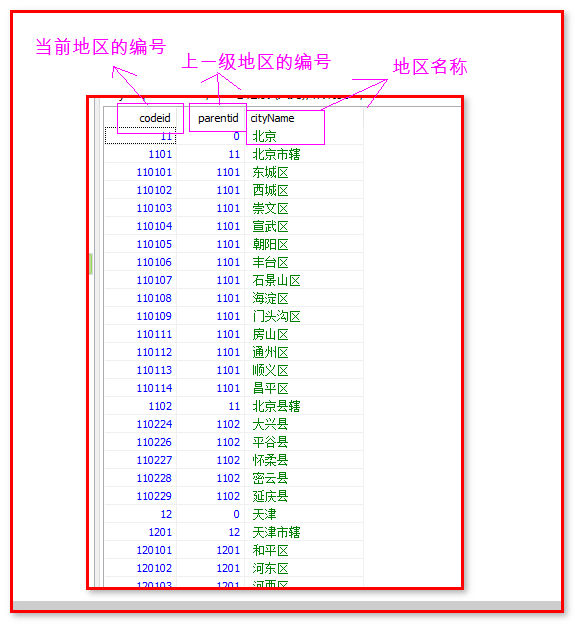 当前地区的编号
上一级地区的编号
地区名称
codeid parentid cityName
11 0 北京
1101 11 北京市辖
110101 1101 东城区
110102 1101 西城区
110103 1101 崇文区
110104 1101 宣武区
110105 1101 朝阳区
110106 1101 丰台区
110107 1101 石景山区
110108 1101 海淀区
110109 1101 门头沟区
110111 1101 房山区
110112 1101 通州区
110113 1101 顺义区
110114 1101 昌平区
1102 11 北京县辖
110224 1102 大兴县
110226 1102 平谷县
110227 1102 怀柔县
110228 1102 密云县
110229 1102 延庆县
12 0 天津
1201 12 天津市辖
120101 1201 和平区
120102 1201 河东区
120103 1201 河西区